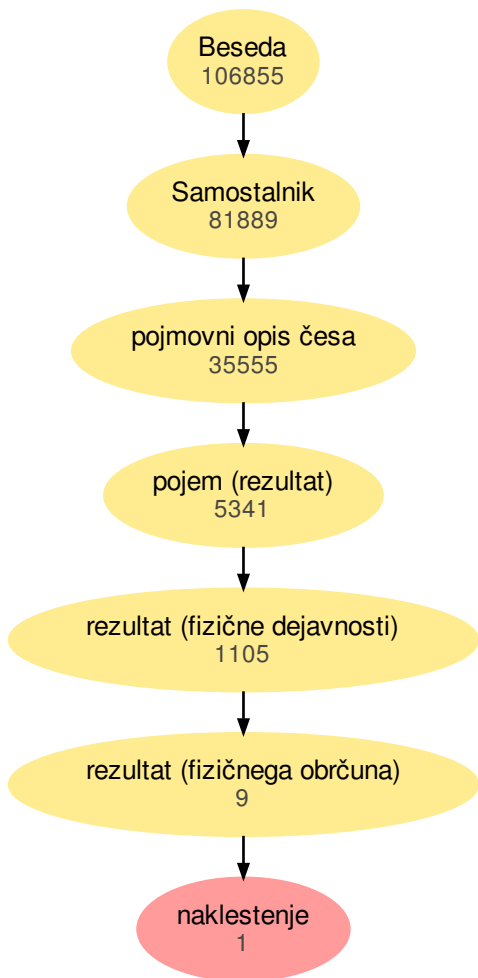 Beseda
106855
Samostalnik
81889
pojmovni opis česa
35555
pojem (rezultat)
5341
rezultat (fizične dejavnosti)
1105
rezultat (fizičnega obrčuna)
9
naklestenje
1